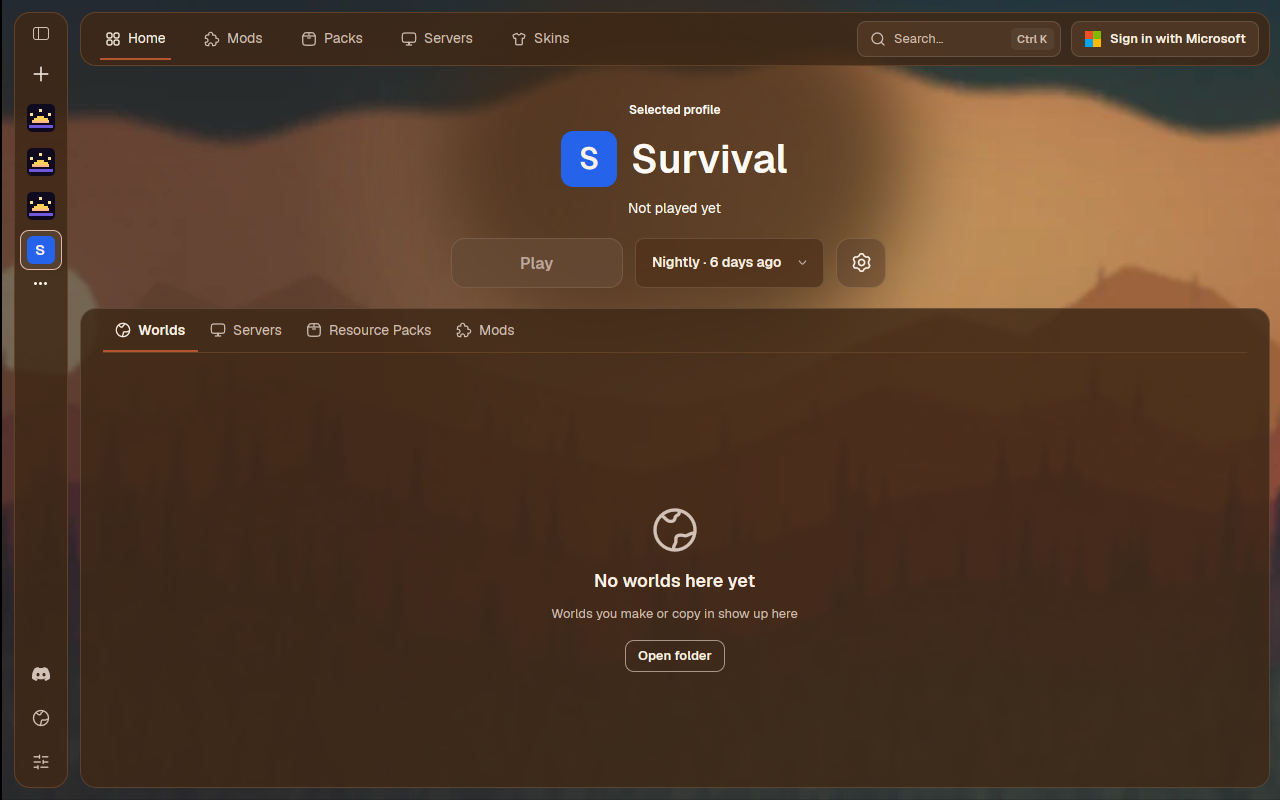 Home
Mods
Packs
Servers
Skins
Search...
Ctrl K
Sign in with Microsoft
Selected profile
S
Survival
Not played yet
Play
Nightly · 6 days ago
S
Worlds
Servers
Resource Packs
Mods
No worlds here yet
Worlds you make or copy in show up here
Open folder